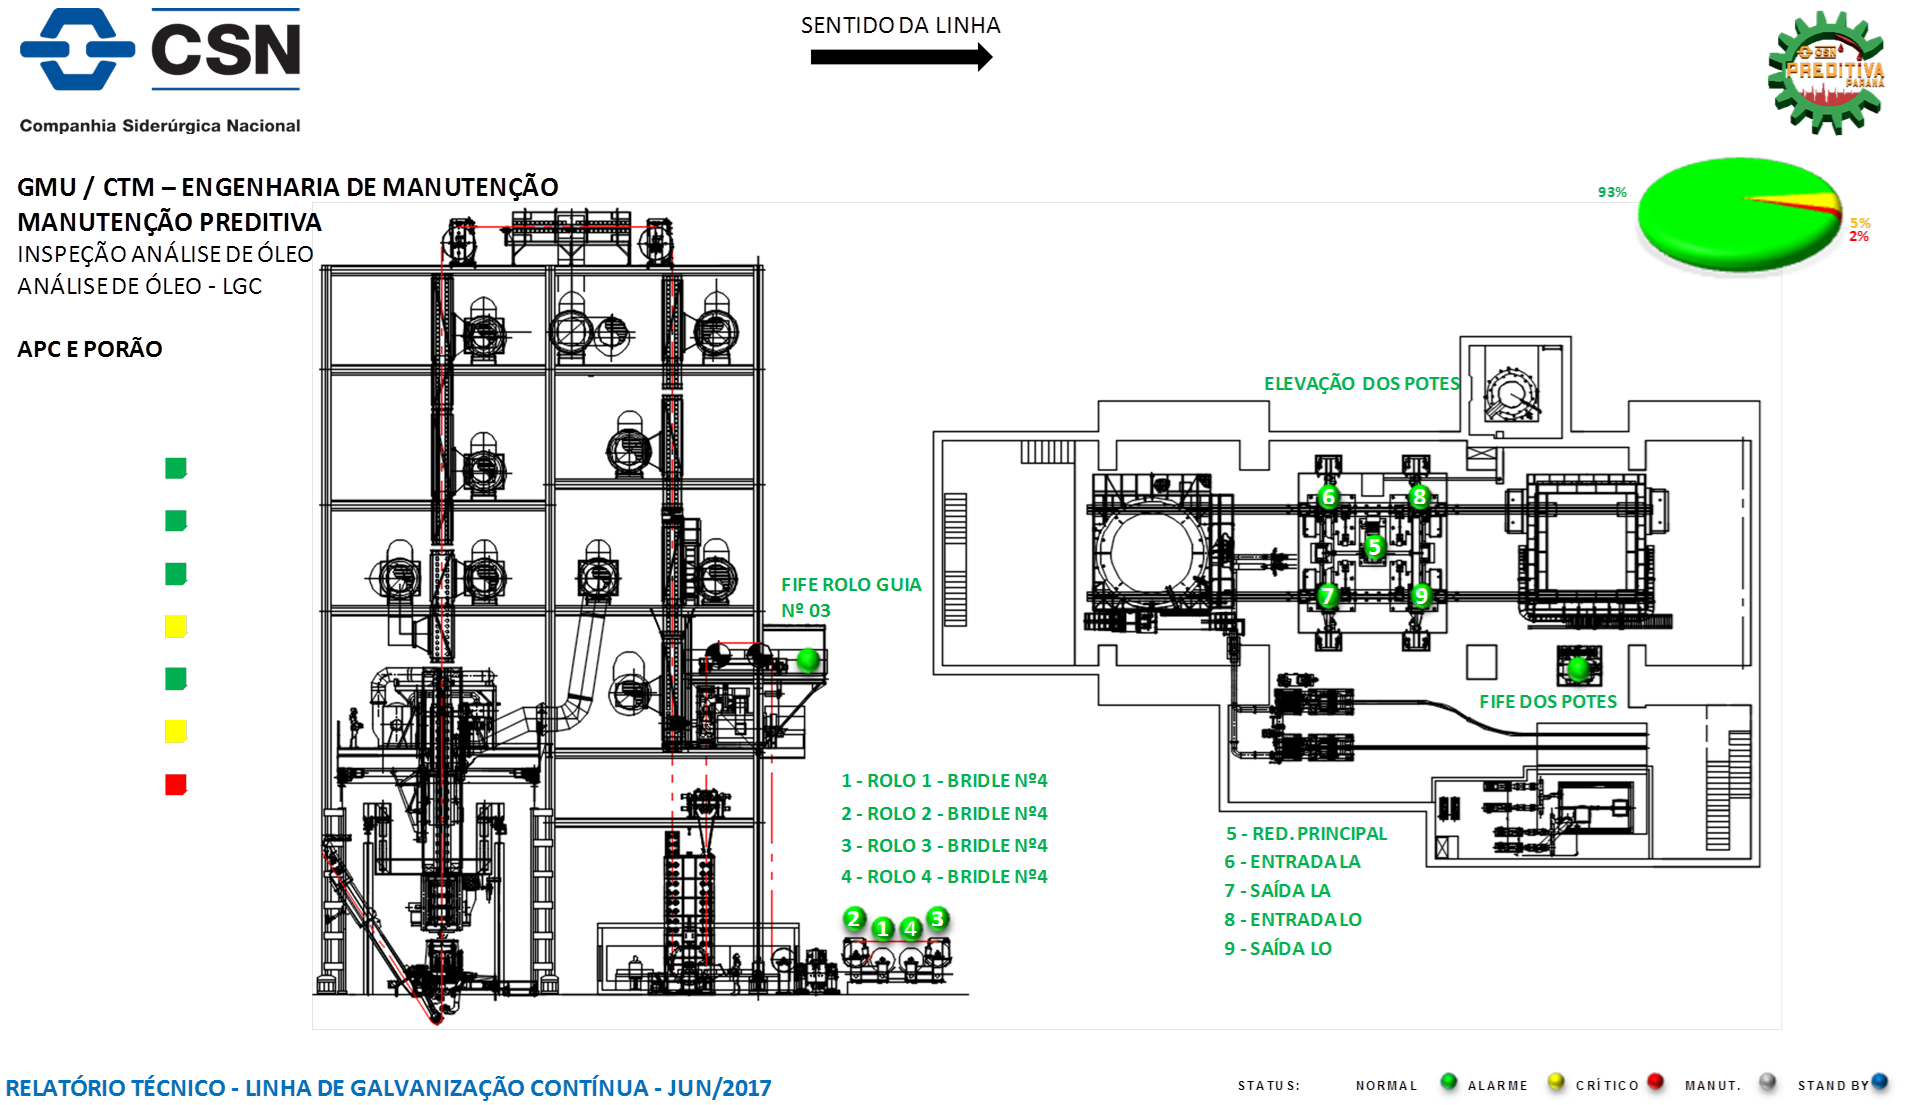 CSN
Companhia Siderúrgica Nacional
SENTIDO DA LINHA
CSN
PREDITIVA
PARANÁ
GMU / CTM – ENGENHARIA DE MANUTENÇÃO
MANUTENÇÃO PREDITIVA
INSPEÇÃO ANÁLISE DE ÓLEO
ANÁLISE DE ÓLEO - LGC
APC E PORÃO
93%
5%
2%
ELEVAÇÃO DOS POTES
6
8
5
7
9
FIFE ROLO GUIA
Nº 03
FIFE DOS POTES
1 - ROLO 1 - BRIDLE Nº4
2 - ROLO 2 - BRIDLE Nº4
3 - ROLO 3 - BRIDLE Nº4
4 - ROLO 4 - BRIDLE Nº4
2 1 4 3
5 - RED. PRINCIPAL
6 - ENTRADA LA
7 - SAÍDA LA
8 - ENTRADA LO
9 - SAÍDA LO
RELATÓRIO TÉCNICO - LINHA DE GALVANIZAÇÃO CONTÍNUA - JUN/2017
STATUS: NORMAL ALARME CRÍTICO MANUT. STAND BY